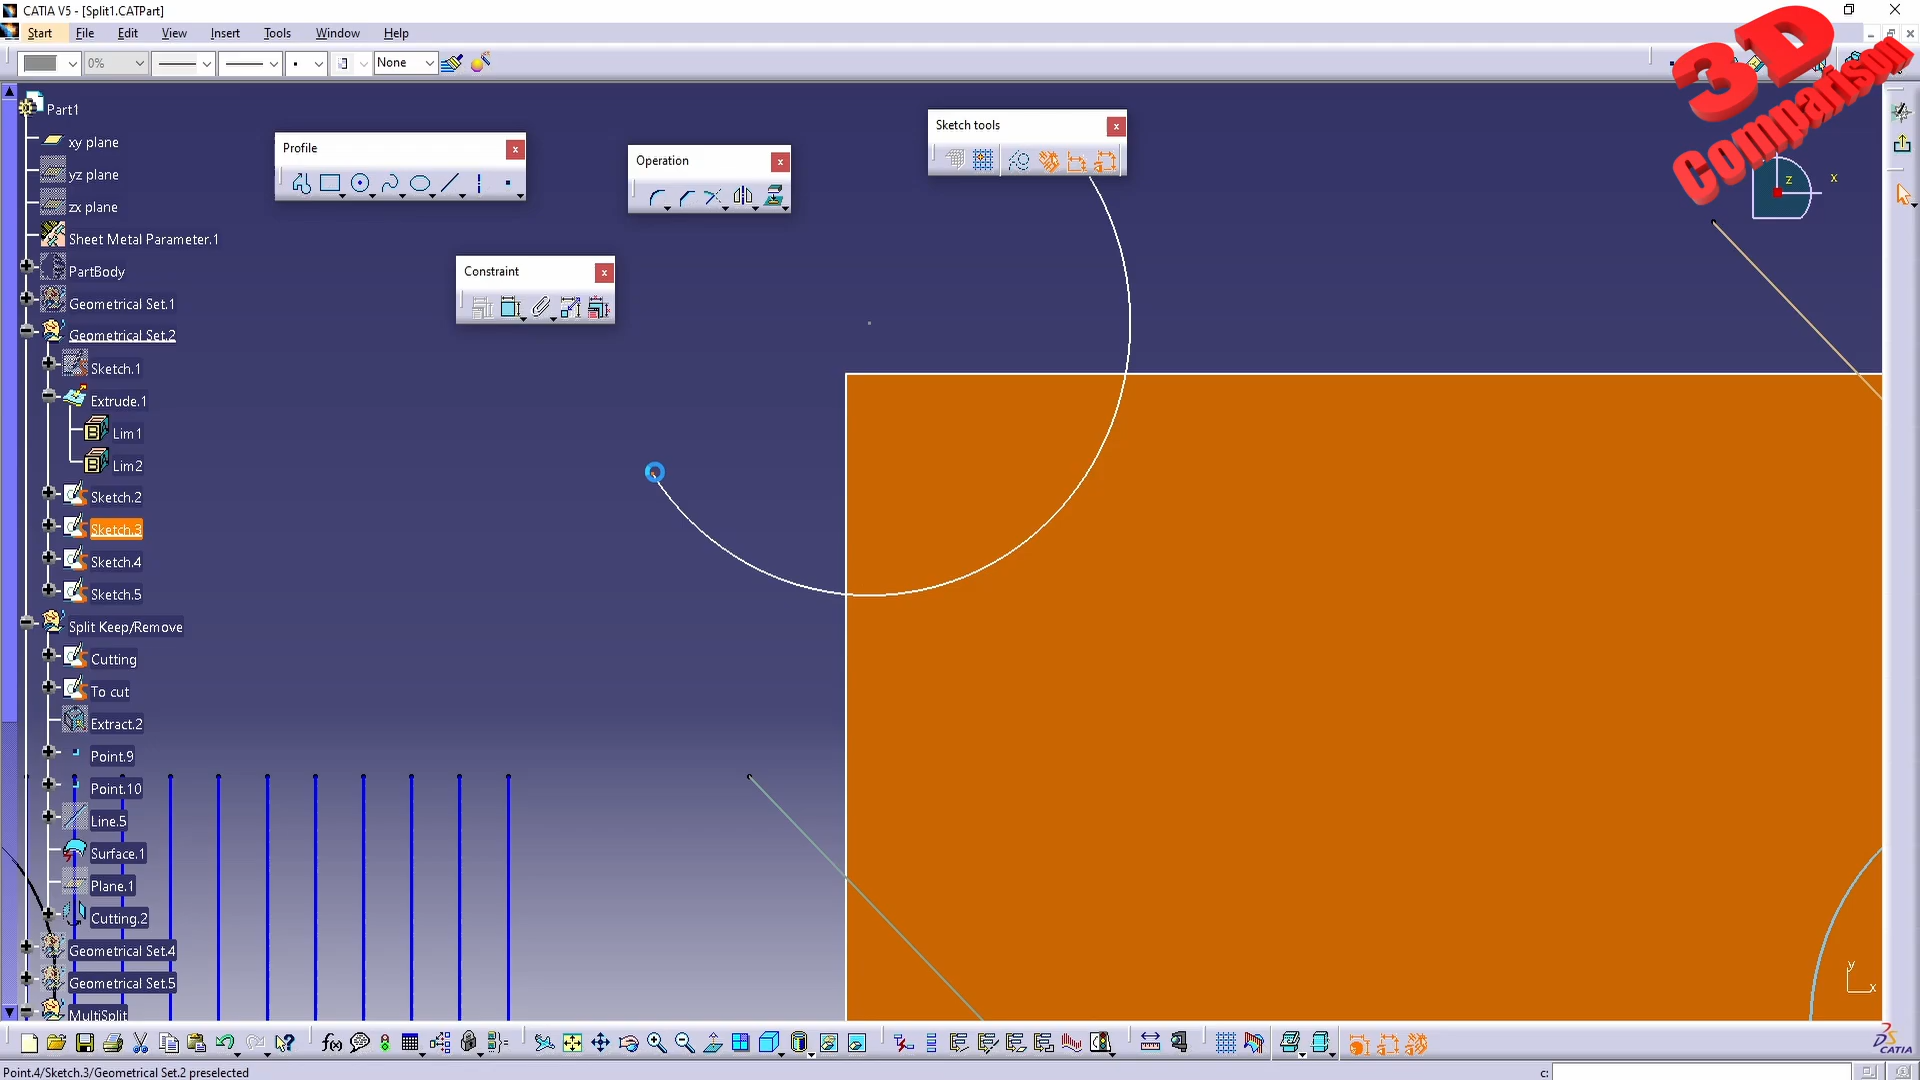 CATIA V5 - [Split1.CATPart]
Start File Edit View Insert Tools Window Help
0% None
3D
Comparison
Part1
xy plane
yz plane
zx plane
Sheet Metal Parameter.1
PartBody
Geometrical Set.1
Geometrical Set.2
Sketch.1
Extrude.1
Lim1
Lim2
Sketch.2
Sketch.3
Sketch.4
Sketch.5
Split Keep/Remove
Cutting
To cut
Extract.2
Point.9
Point.10
Line.5
Surface.1
Plane.1
Cutting.2
Geometrical Set.4
Geometrical Set.5
MultiSplit
Profile
Operation
Sketch tools
Constraint
z x
y
x
f(x)
CATIA
Point.4/Sketch.3/Geometrical Set.2 preselected
c: